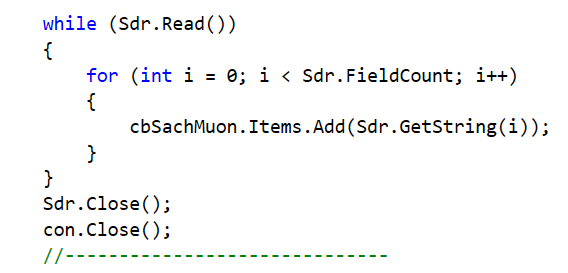 while (Sdr.Read())
{
for (int i = 0; i < Sdr.FieldCount; i++)
{
cbSachMuon.Items.Add(Sdr.GetString(i));
}
}
Sdr.Close();
con.Close();
//------------------------------